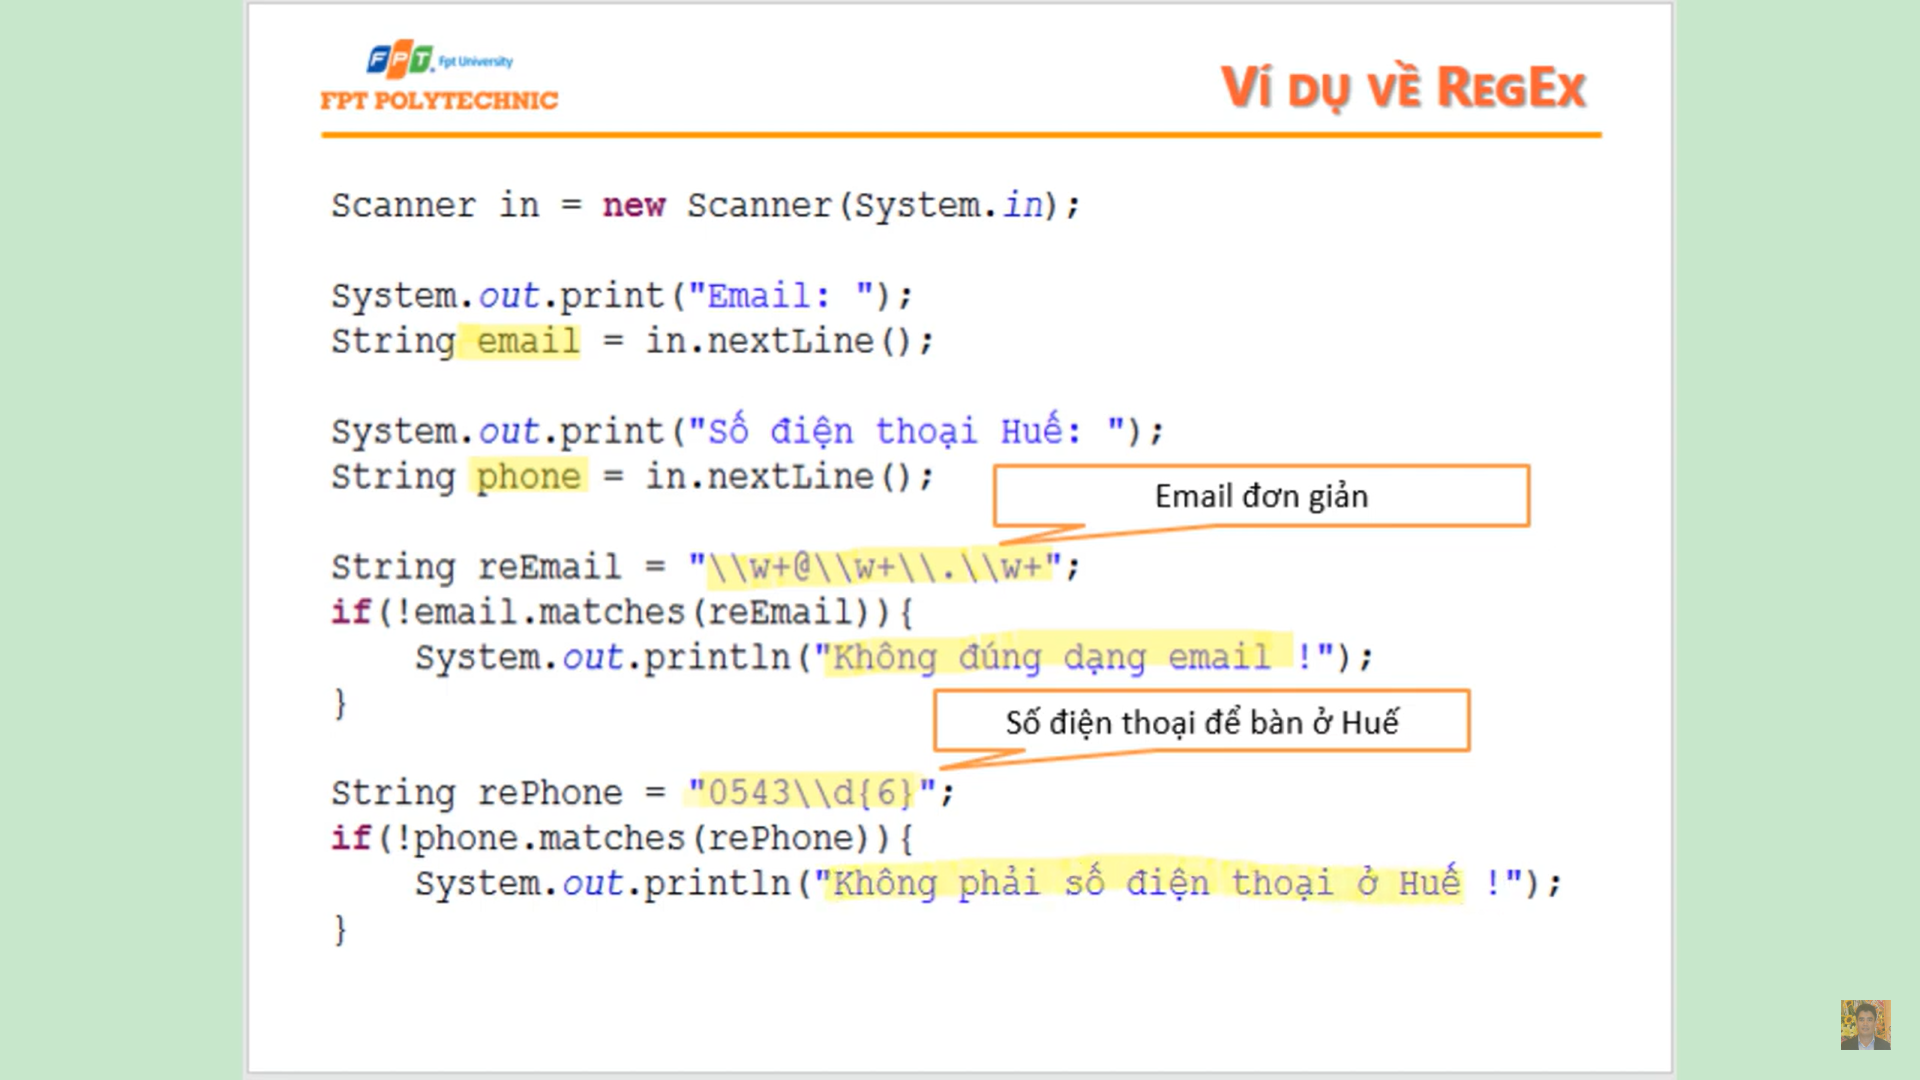 FPT Fpt University
FPT POLYTECHNIC
VÍ DỤ VỀ REGEX
Scanner in = new Scanner(System.in);
System.out.print("Email: ");
String email = in.nextLine();
System.out.print("Số điện thoại Huế: ");
String phone = in.nextLine();
Email đơn giản
String reEmail = "\\w+@\\w+\\.\\w+";
if(!email.matches(reEmail)){
System.out.println("Không đúng dạng email !");
}
Số điện thoại để bàn ở Huế
String rePhone = "0543\\d{6}";
if(!phone.matches(rePhone)){
System.out.println("Không phải số điện thoại ở Huế !");
}